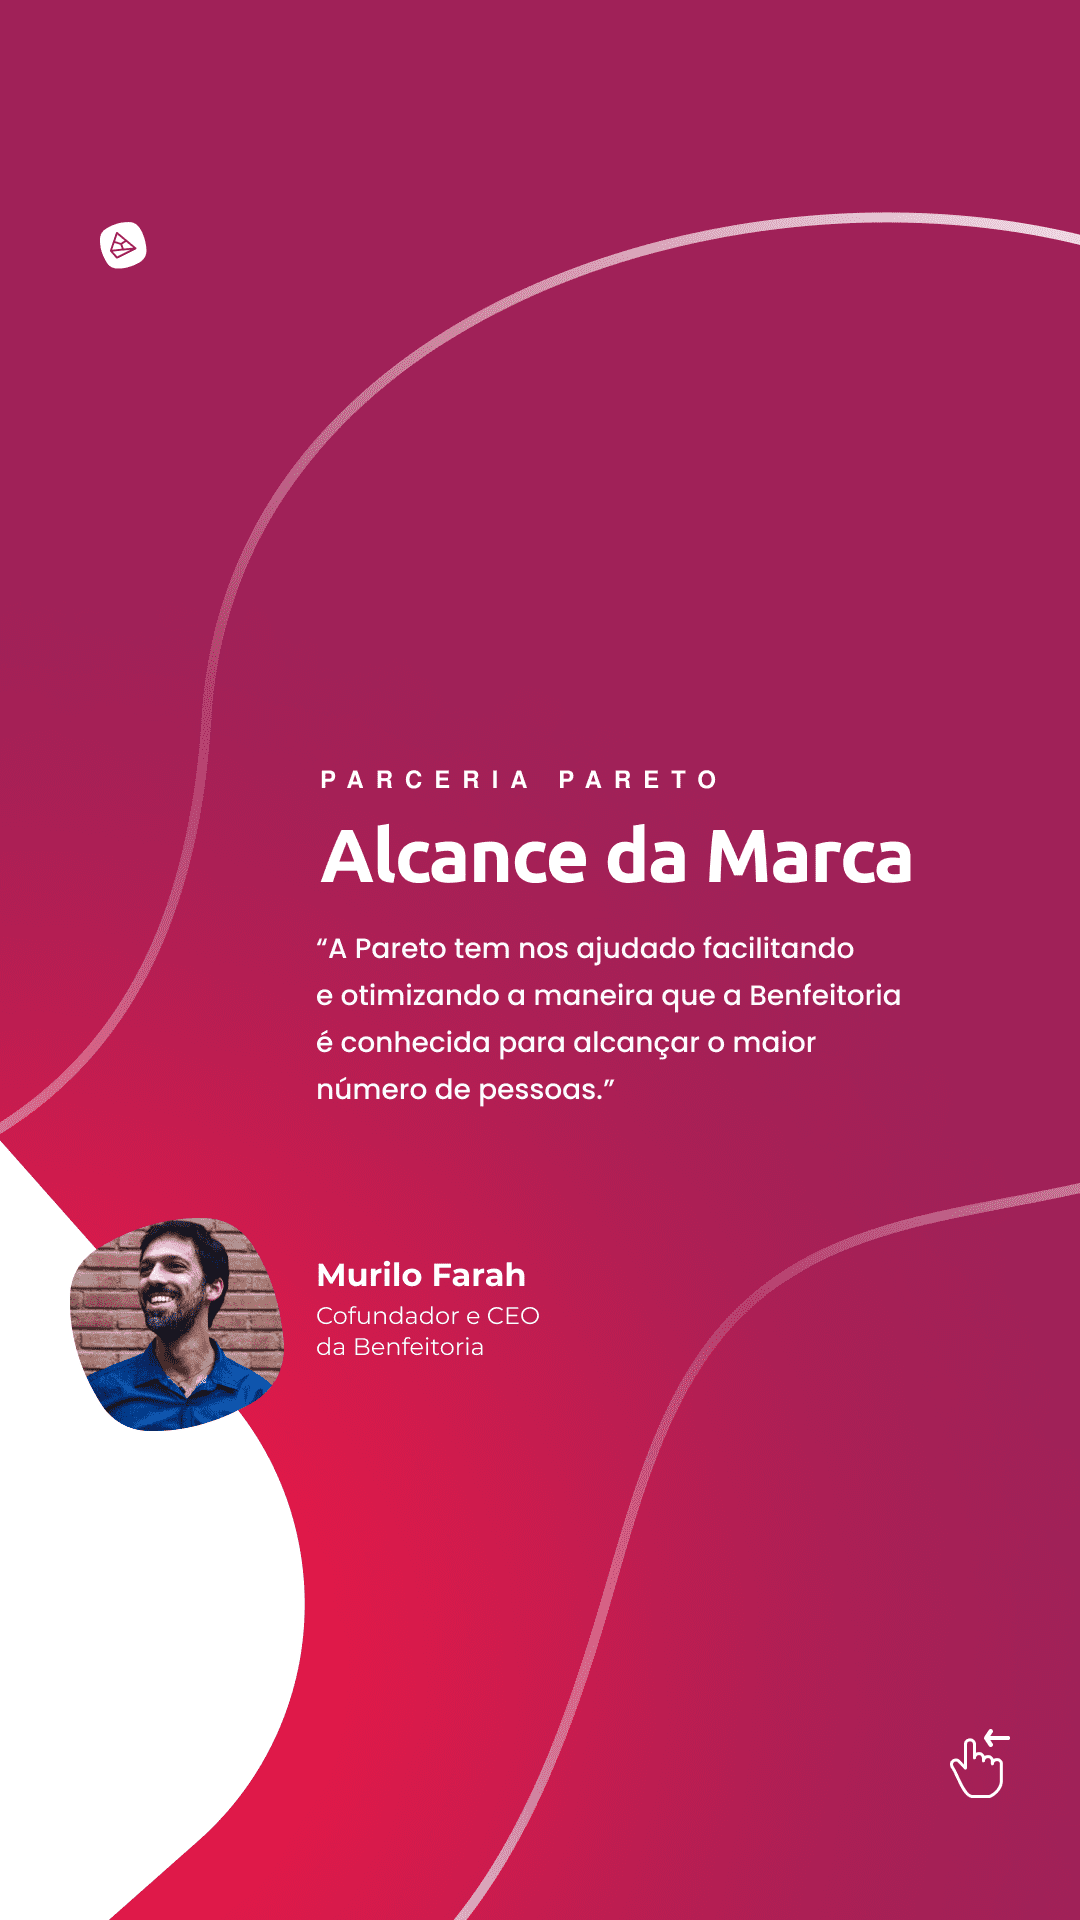 PARCERIA PARETO
Alcance da Marca
“A Pareto tem nos ajudado facilitando
e otimizando a maneira que a Benfeitoria
é conhecida para alcançar o maior
número de pessoas.”
Murilo Farah
Cofundador e CEO
da Benfeitoria